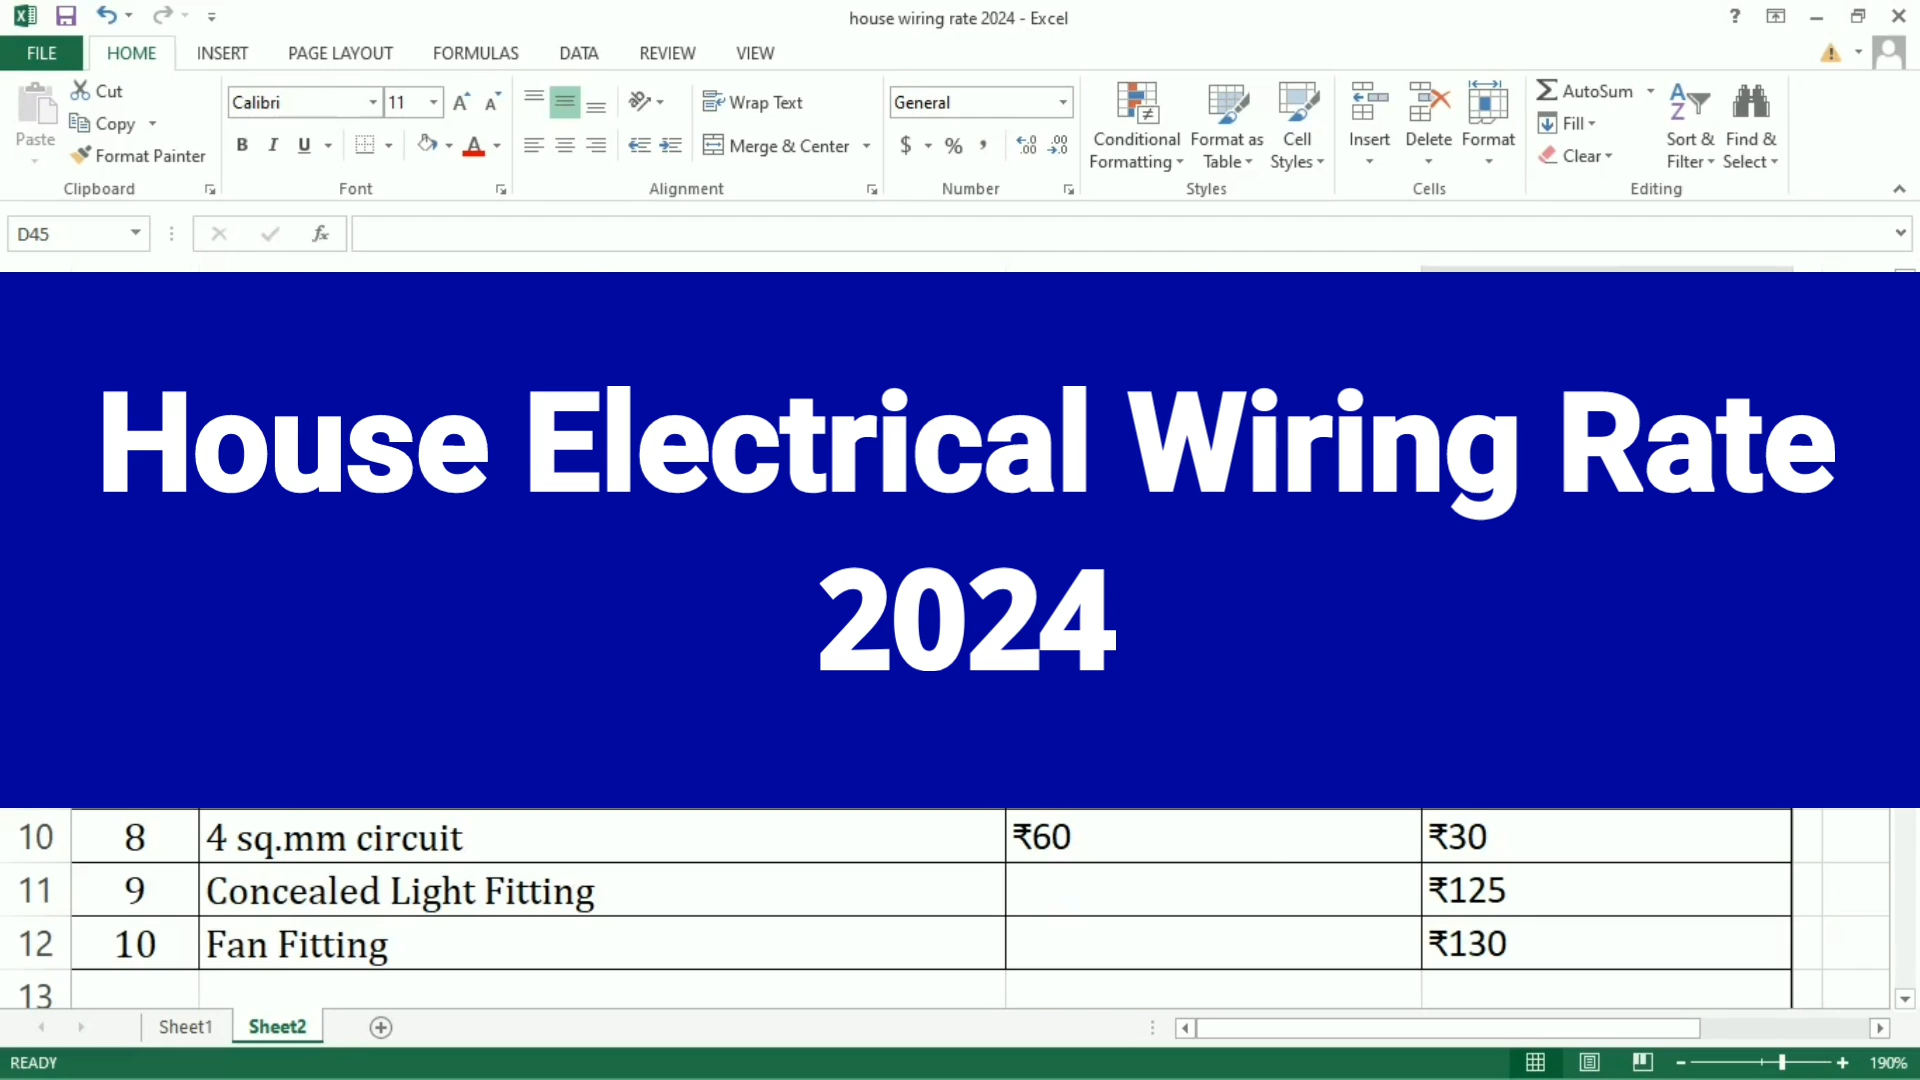 house wiring rate 2024 - Excel
?
FILE HOME INSERT PAGE LAYOUT FORMULAS DATA REVIEW VIEW
Paste
Cut
Copy
Format Painter
Clipboard
Calibri 11
B I U A
Font
Wrap Text
Merge & Center
Alignment
General
$ % ,
Number
Conditional Formatting
Format as Table
Cell Styles
Styles
Insert Delete Format
Cells
AutoSum
Fill
Clear
Sort & Filter
Find & Select
Editing
D45
fx
House Electrical Wiring Rate
2024
10 8 4 sq.mm circuit ₹60 ₹30
11 9 Concealed Light Fitting ₹125
12 10 Fan Fitting ₹130
13
Sheet1 Sheet2
READY 190%